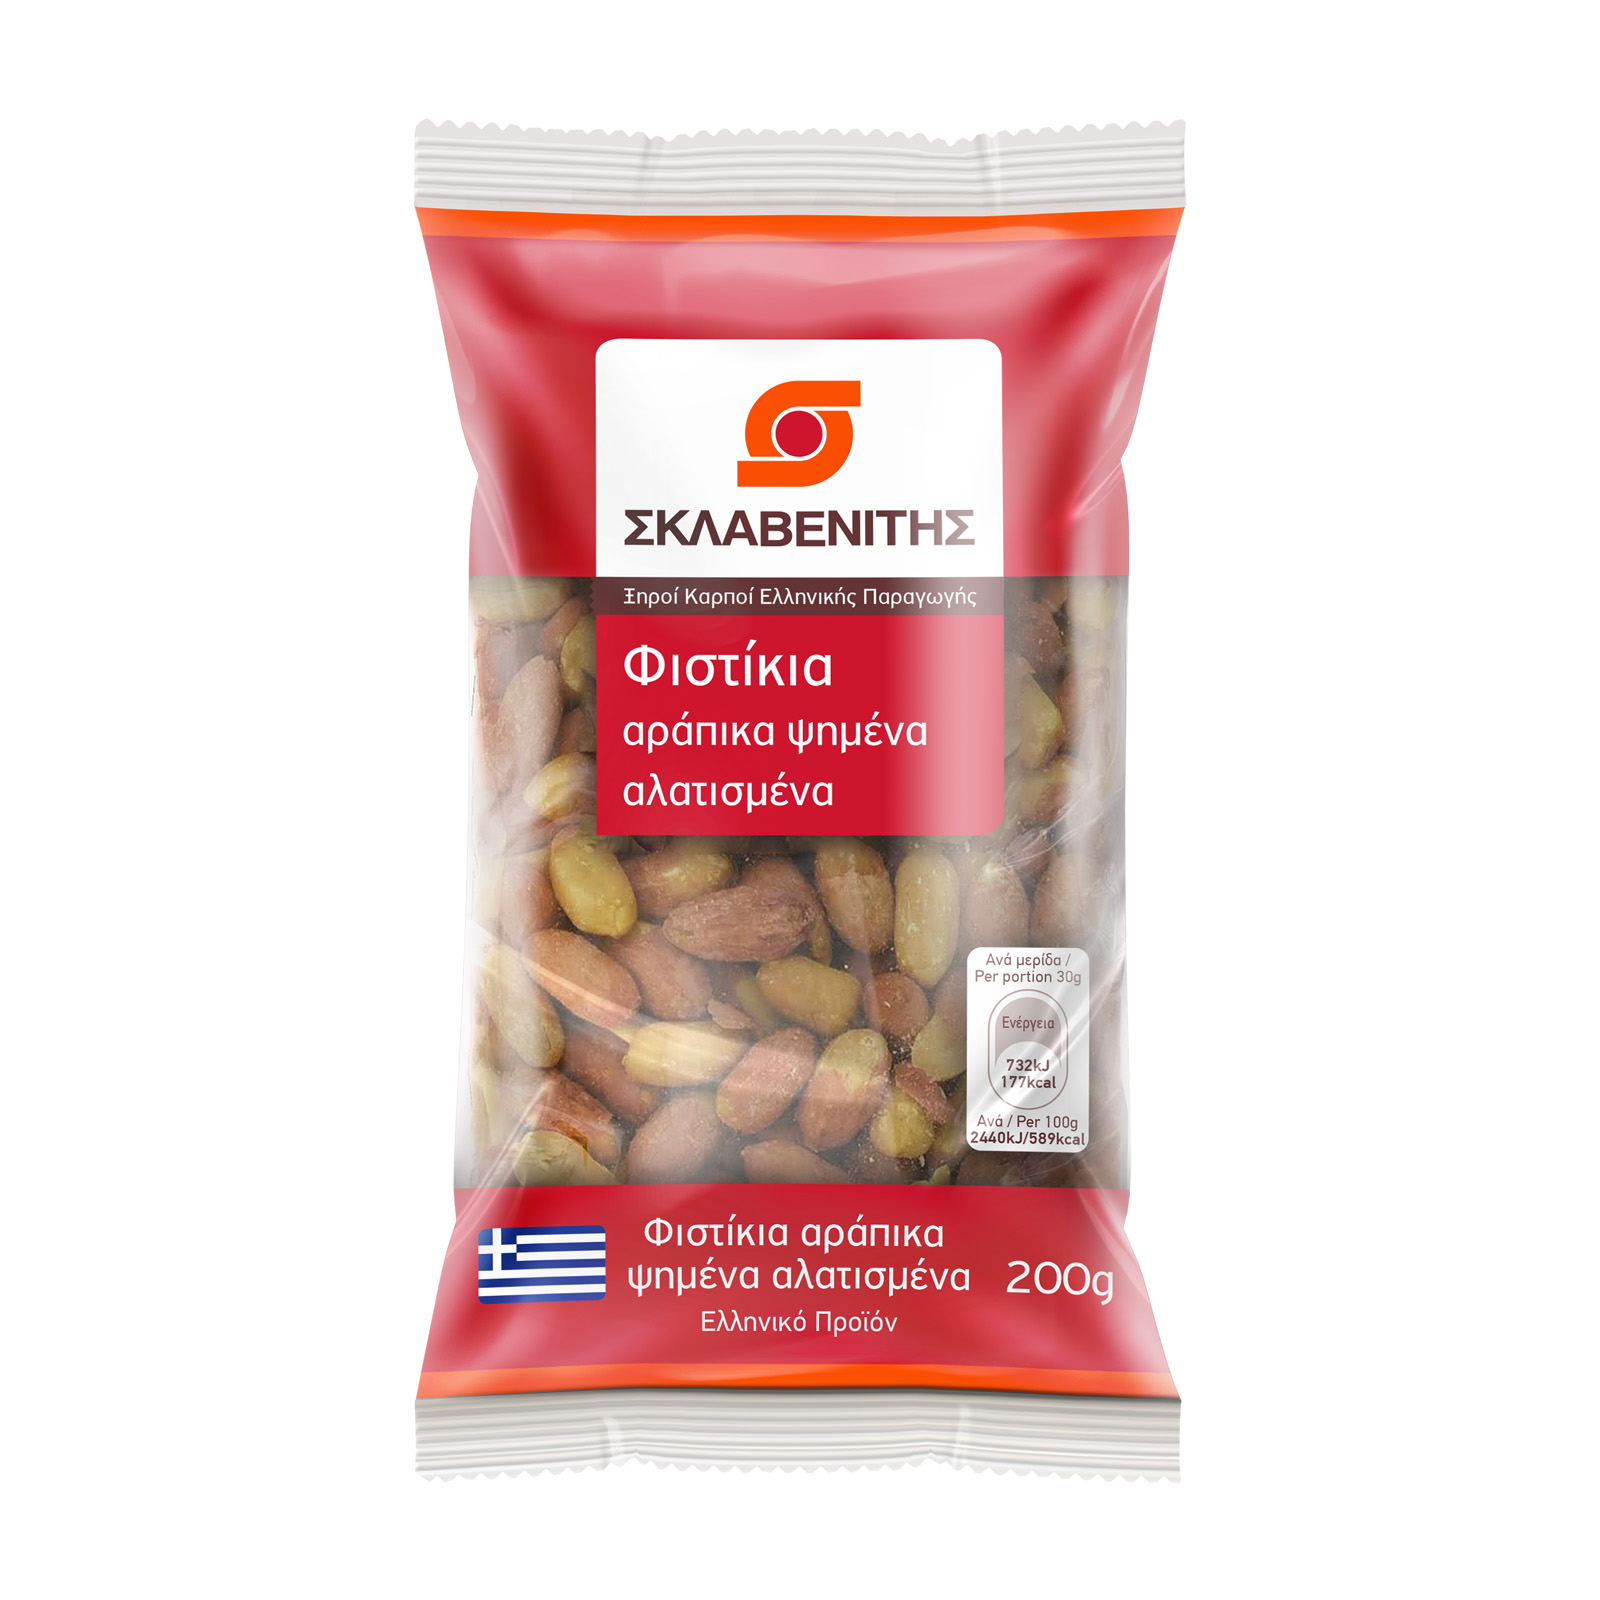 ΣΚΛΑΒΕΝΙΤΗΣ
Ξηροί Καρποί Ελληνικής Παραγωγής
Φιστίκια
αράπικα ψημένα
αλατισμένα
Ανά μερίδα /
Per portion 30g
Ενέργεια
732kJ
177kcal
Ανά / Per 100g
2440kJ/589kcal
Φιστίκια αράπικα
ψημένα αλατισμένα
200g
Ελληνικό Προϊόν